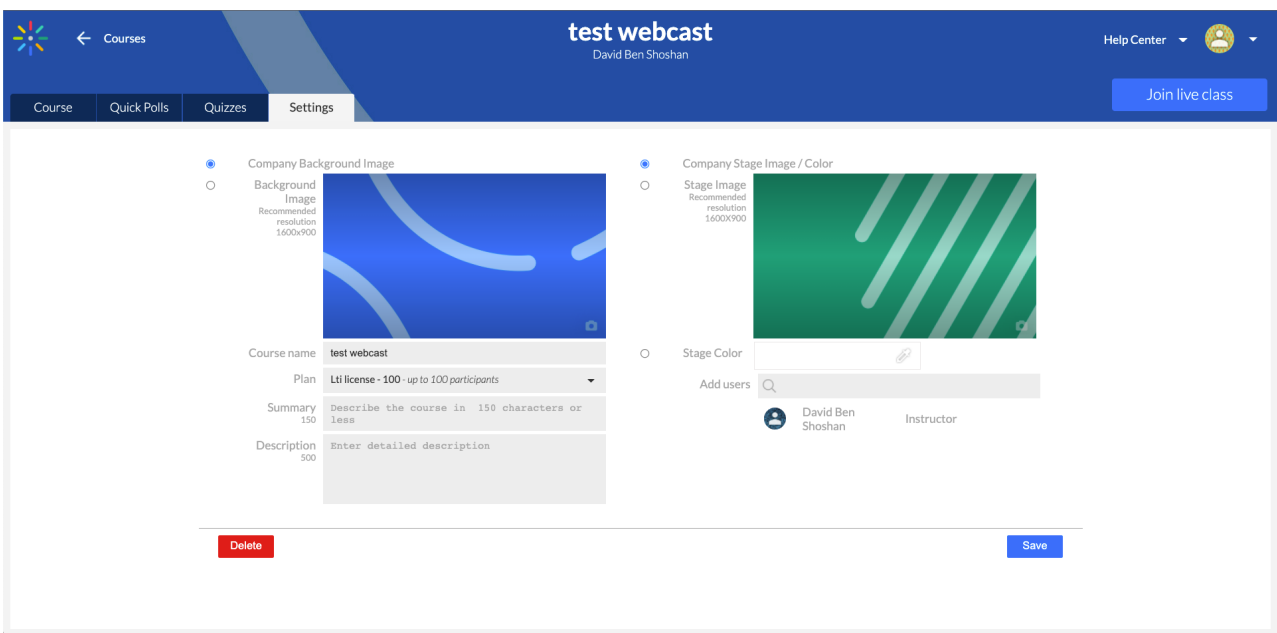 Courses
test webcast
David Ben Shoshan
Help Center
Course
Quick Polls
Quizzes
Settings
Join live class
Company Background Image
Background
Image
Recommended
resolution
1600x900
Course name
test webcast
Plan
Lti license - 100 - up to 100 participants
Summary
150
Describe the course in 150 characters or
less
Description
500
Enter detailed description
Company Stage Image / Color
Stage Image
Recommended
resolution
1600X900
Stage Color
Add users
David Ben
Shoshan
Instructor
Delete
Save